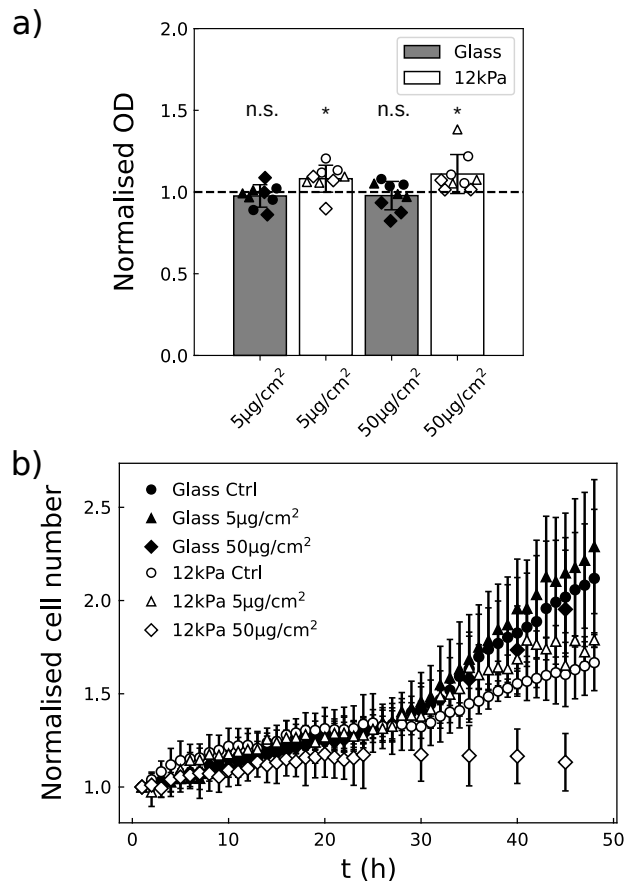 a)
Normalised OD
2.0
1.5
1.0
0.5
0.0
Glass
12kPa
n.s.
*
n.s.
*
5μg/cm²
5μg/cm²
50μg/cm²
50μg/cm²
b)
Normalised cell number
2.5
2.0
1.5
1.0
Glass Ctrl
Glass 5μg/cm²
Glass 50μg/cm²
12kPa Ctrl
12kPa 5μg/cm²
12kPa 50μg/cm²
0
10
20
30
40
50
t (h)